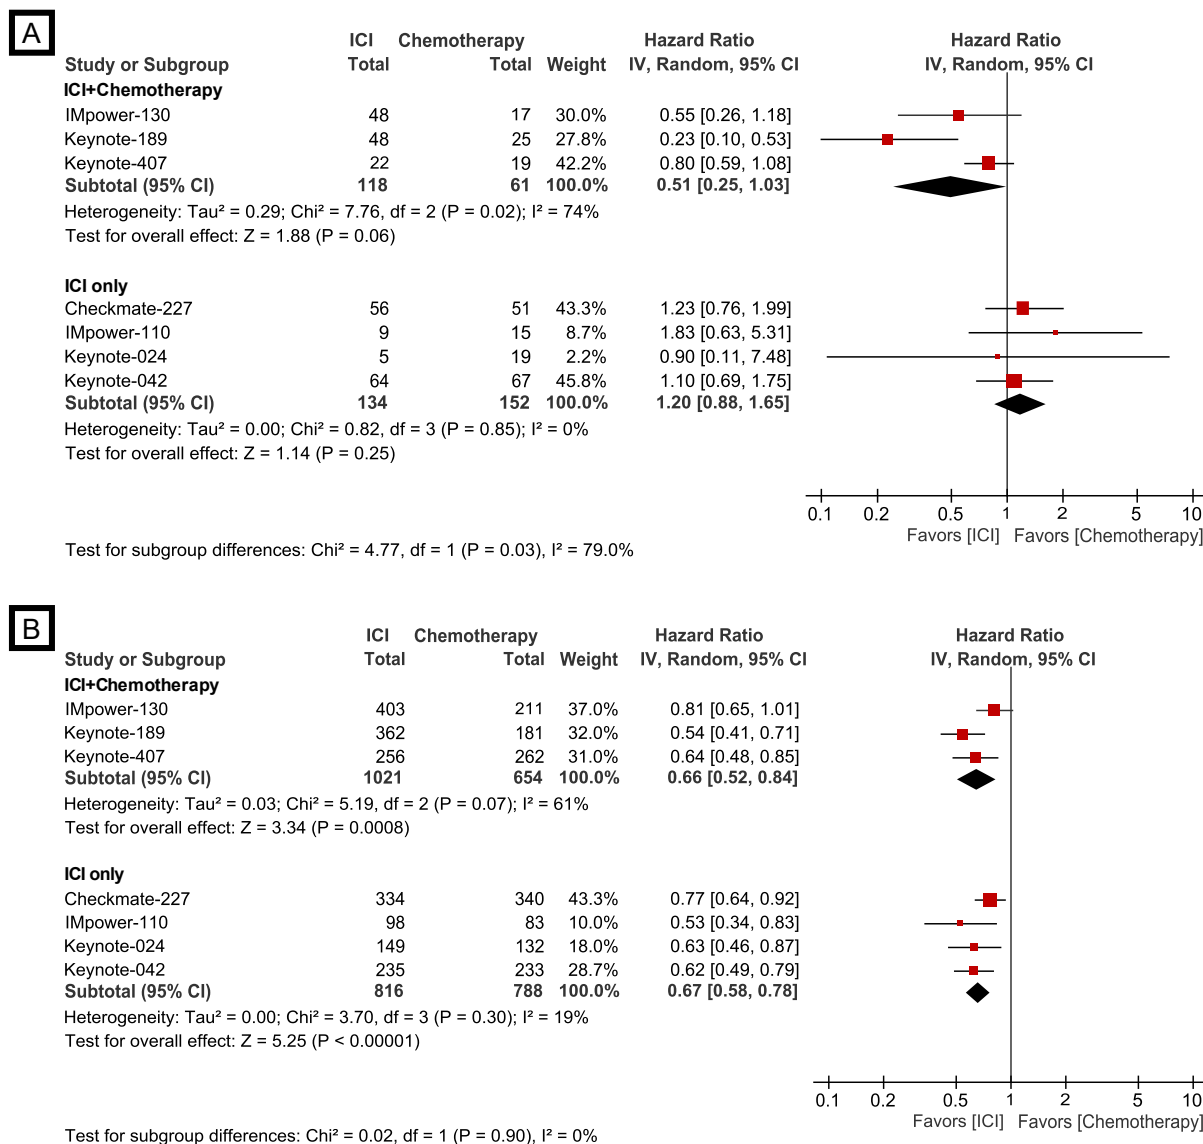 A
ICI Chemotherapy Hazard Ratio Hazard Ratio
Study or Subgroup Total Total Weight IV, Random, 95% CI IV, Random, 95% CI
ICI+Chemotherapy
IMpower-130 48 17 30.0% 0.55 [0.26, 1.18]
Keynote-189 48 25 27.8% 0.23 [0.10, 0.53]
Keynote-407 22 19 42.2% 0.80 [0.59, 1.08]
Subtotal (95% CI) 118 61 100.0% 0.51 [0.25, 1.03]
Heterogeneity: Tau² = 0.29; Chi² = 7.76, df = 2 (P = 0.02); I² = 74%
Test for overall effect: Z = 1.88 (P = 0.06)
ICI only
Checkmate-227 56 51 43.3% 1.23 [0.76, 1.99]
IMpower-110 9 15 8.7% 1.83 [0.63, 5.31]
Keynote-024 5 19 2.2% 0.90 [0.11, 7.48]
Keynote-042 64 67 45.8% 1.10 [0.69, 1.75]
Subtotal (95% CI) 134 152 100.0% 1.20 [0.88, 1.65]
Heterogeneity: Tau² = 0.00; Chi² = 0.82, df = 3 (P = 0.85); I² = 0%
Test for overall effect: Z = 1.14 (P = 0.25)
0.1 0.2 0.5 1 2 5 10
Favors [ICI] Favors [Chemotherapy]
Test for subgroup differences: Chi² = 4.77, df = 1 (P = 0.03), I² = 79.0%
B
ICI Chemotherapy Hazard Ratio Hazard Ratio
Study or Subgroup Total Total Weight IV, Random, 95% CI IV, Random, 95% CI
ICI+Chemotherapy
IMpower-130 403 211 37.0% 0.81 [0.65, 1.01]
Keynote-189 362 181 32.0% 0.54 [0.41, 0.71]
Keynote-407 256 262 31.0% 0.64 [0.48, 0.85]
Subtotal (95% CI) 1021 654 100.0% 0.66 [0.52, 0.84]
Heterogeneity: Tau² = 0.03; Chi² = 5.19, df = 2 (P = 0.07); I² = 61%
Test for overall effect: Z = 3.34 (P = 0.0008)
ICI only
Checkmate-227 334 340 43.3% 0.77 [0.64, 0.92]
IMpower-110 98 83 10.0% 0.53 [0.34, 0.83]
Keynote-024 149 132 18.0% 0.63 [0.46, 0.87]
Keynote-042 235 233 28.7% 0.62 [0.49, 0.79]
Subtotal (95% CI) 816 788 100.0% 0.67 [0.58, 0.78]
Heterogeneity: Tau² = 0.00; Chi² = 3.70, df = 3 (P = 0.30); I² = 19%
Test for overall effect: Z = 5.25 (P < 0.00001)
0.1 0.2 0.5 1 2 5 10
Favors [ICI] Favors [Chemotherapy]
Test for subgroup differences: Chi² = 0.02, df = 1 (P = 0.90), I² = 0%